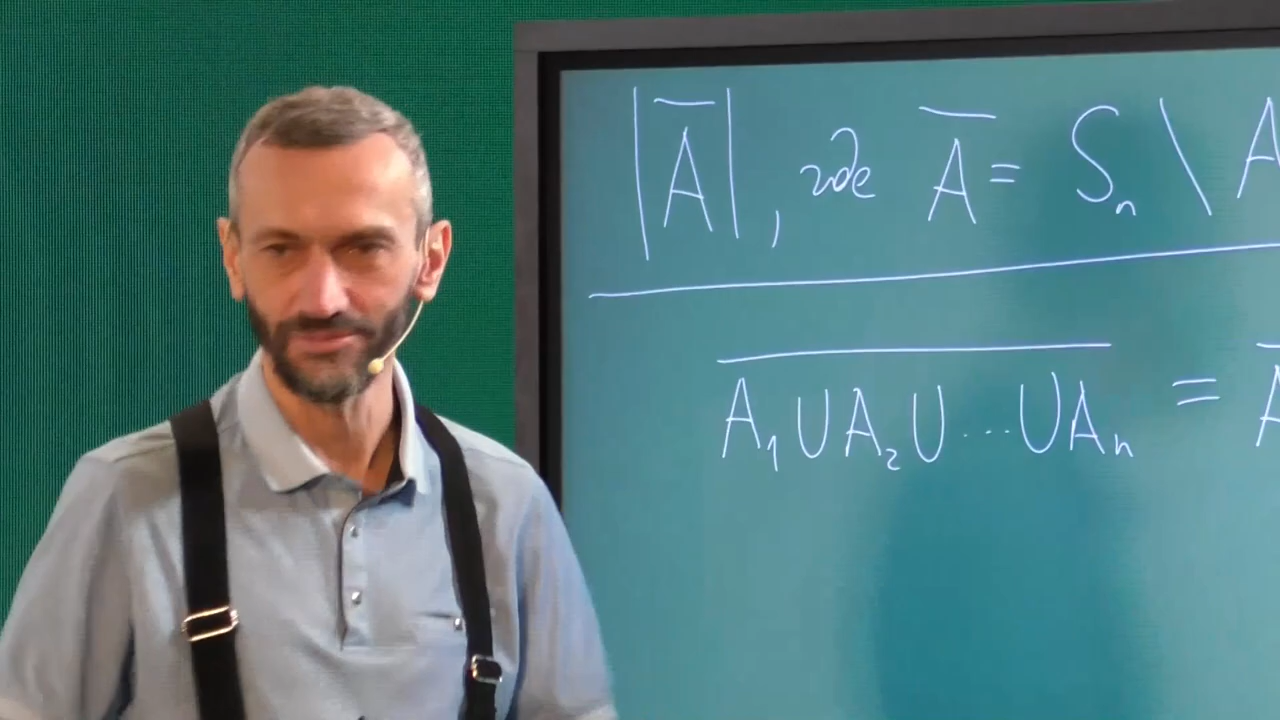 |A̅|, где A̅ = Sₙ \ A
A₁ ∪ A₂ ∪ ... ∪ Aₙ = A